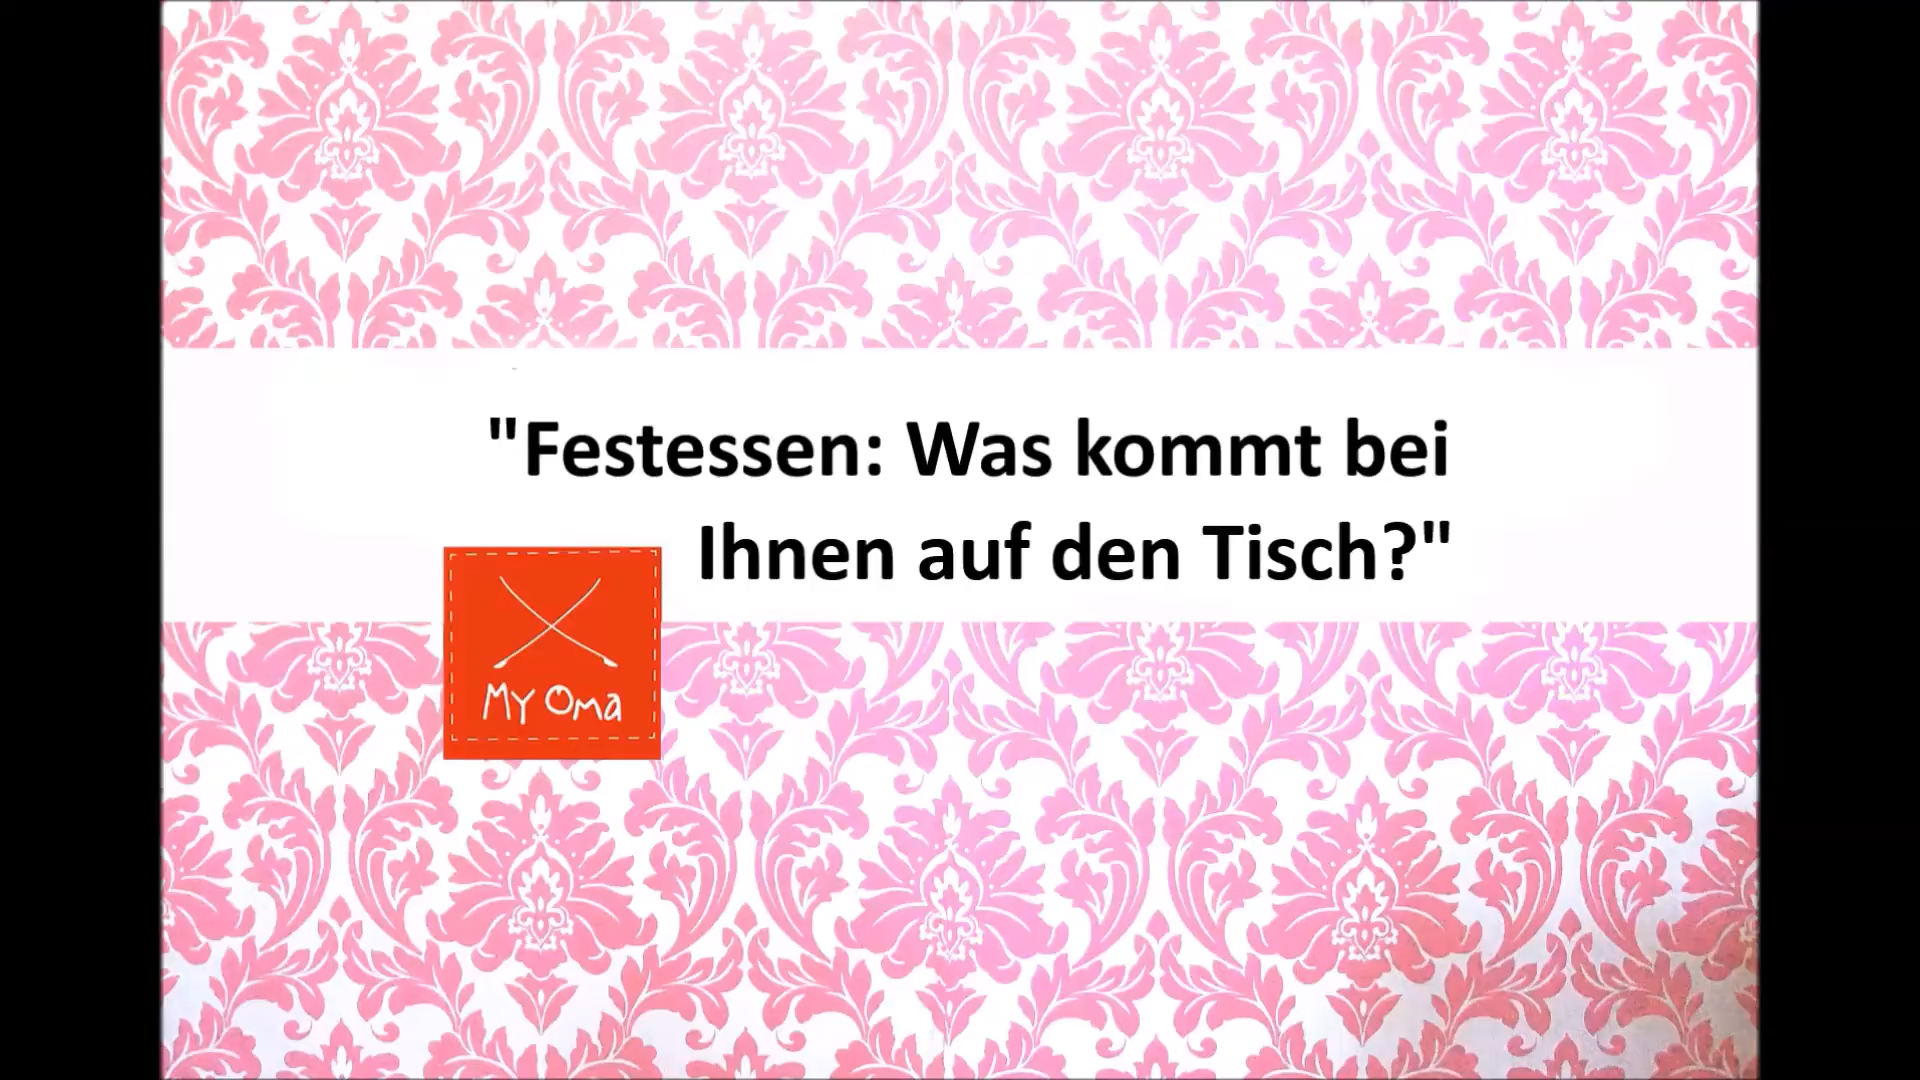 "Festessen: Was kommt bei
Ihnen auf den Tisch?"
My Oma